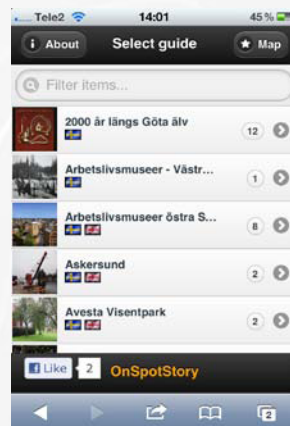 Tele2 14:01 45 %
About Select guide Map
Filter items...
2000 år längs Göta älv 12
Arbetslivsmuseer - Västr... 1
Arbetslivsmuseer östra S... 8
Askersund 2
Avesta Visentpark 2
Like 2 OnSpotStory
2